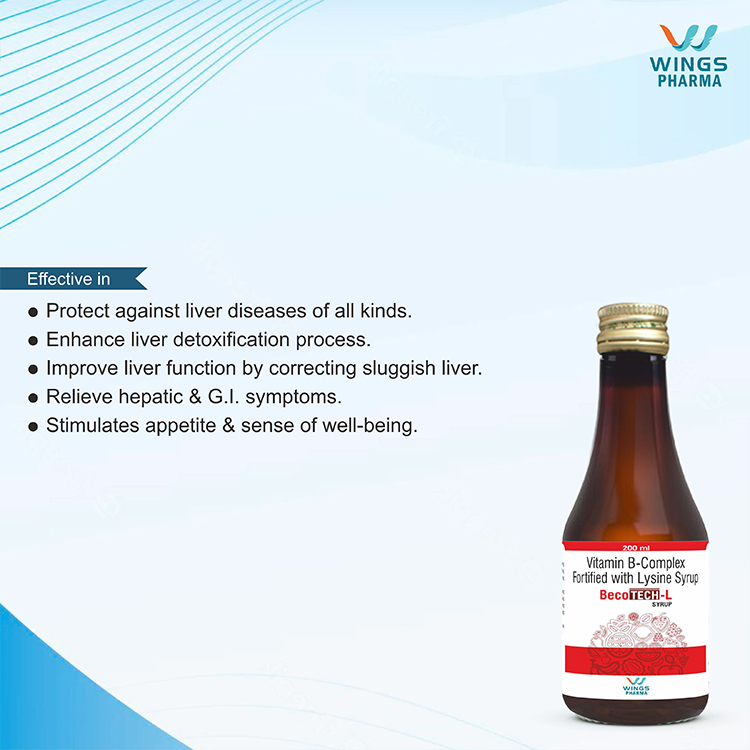 WINGS
PHARMA
Effective in
● Protect against liver diseases of all kinds.
● Enhance liver detoxification process.
● Improve liver function by correcting sluggish liver.
● Relieve hepatic & G.I. symptoms.
● Stimulates appetite & sense of well-being.
200 ml
Vitamin B-Complex
Fortified with Lysine Syrup
BecoTECH-L
SYRUP
WINGS
PHARMA